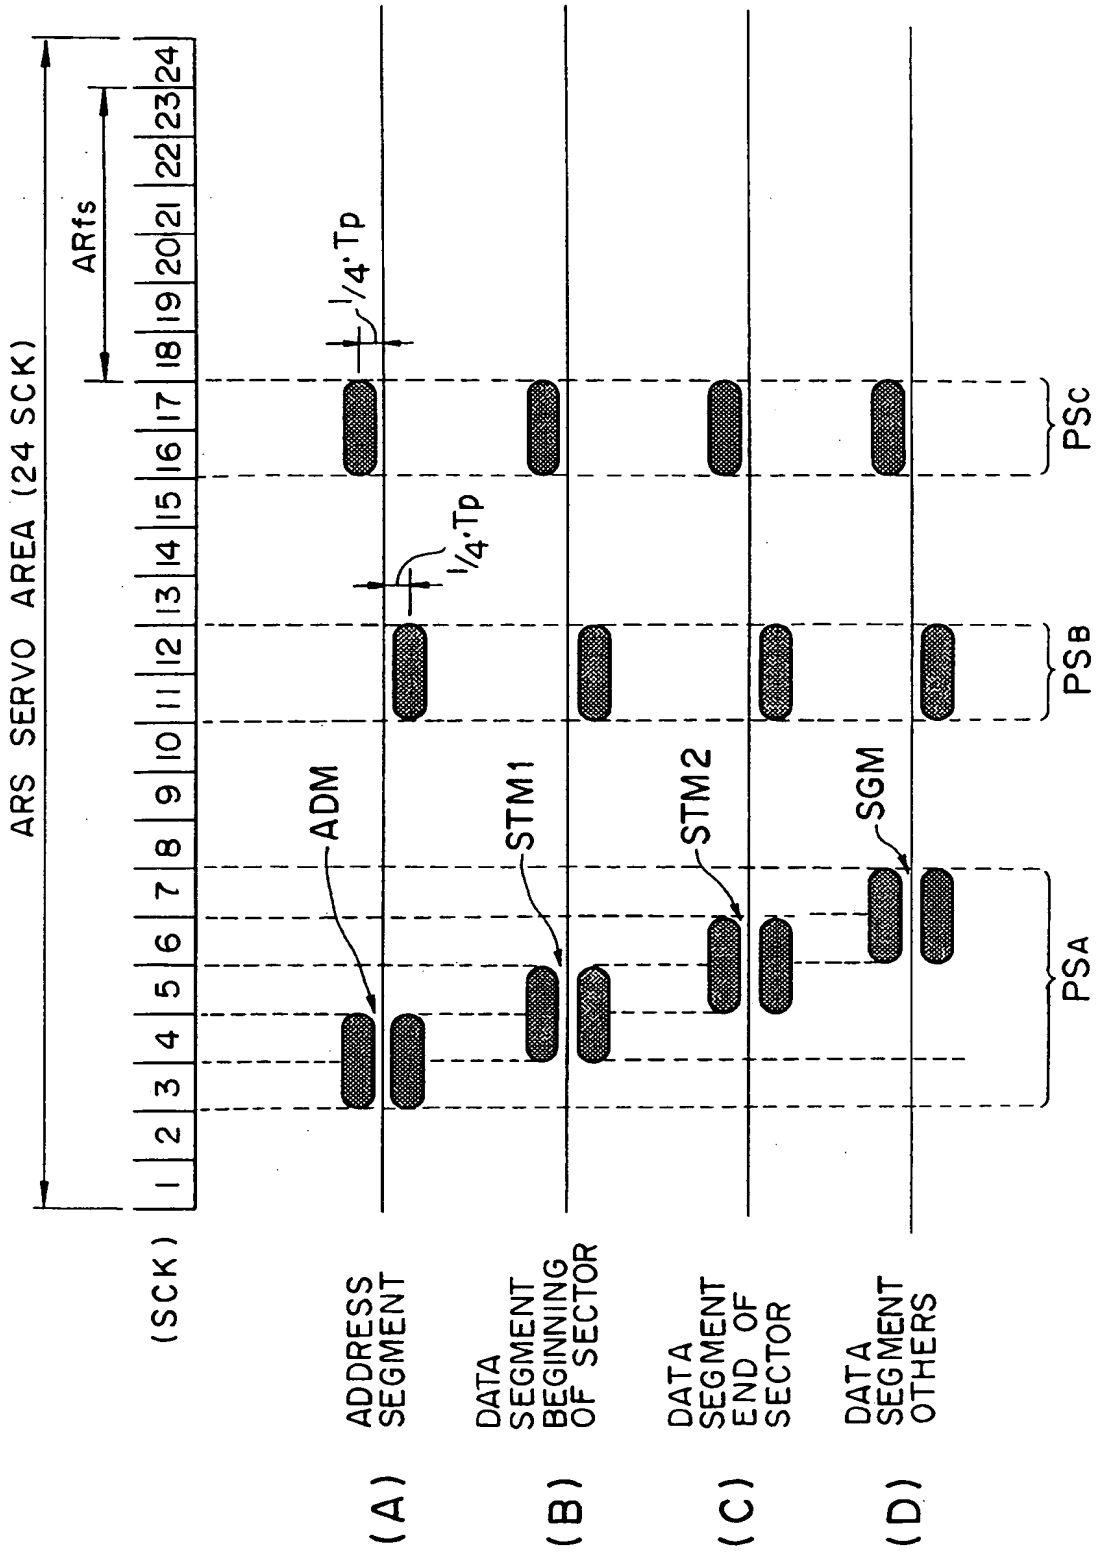 ARS SERVO AREA (24 SCK)
ARfs
(SCK) 1 2 3 4 5 6 7 8 9 10 11 12 13 14 15 16 17 18 19 20 21 22 23 24
(A) ADDRESS
SEGMENT
ADM
1/4·Tp
1/4·Tp
(B) DATA
SEGMENT
BEGINNING
OF SECTOR
STM1
(C) DATA
SEGMENT
END OF
SECTOR
STM2
(D) DATA
SEGMENT
OTHERS
SGM
PSA
PSB
PSC